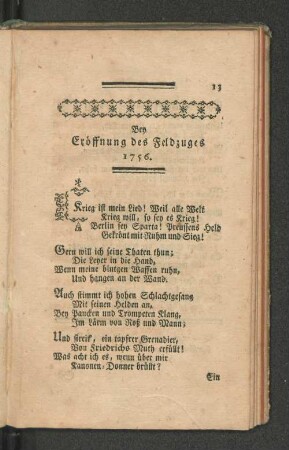 13
Bey
Eröffnung des Feldzuges
1756.
Krieg ist mein Lied! Weil alle Welt
Krieg will, so sey es Krieg!
Berlin sey Sparta! Preussens Held
Gekrönt mit Ruhm und Sieg!
Gern will ich seine Thaten thun;
Die Leyer in die Hand,
Wenn meine blutgen Waffen ruhn,
Und hangen an der Wand.
Auch stimmt ich hohen Schlachtgesang
Mit seinen Helden an,
Bey Paucken und Trompeten Klang,
Im Lärm von Roß und Mann;
Und streit, ein tapfrer Grenadier,
Von Friedrichs Muth erfüllt!
Was acht ich es, wenn über mir
Kanonen-Donner brüllt?
Ein